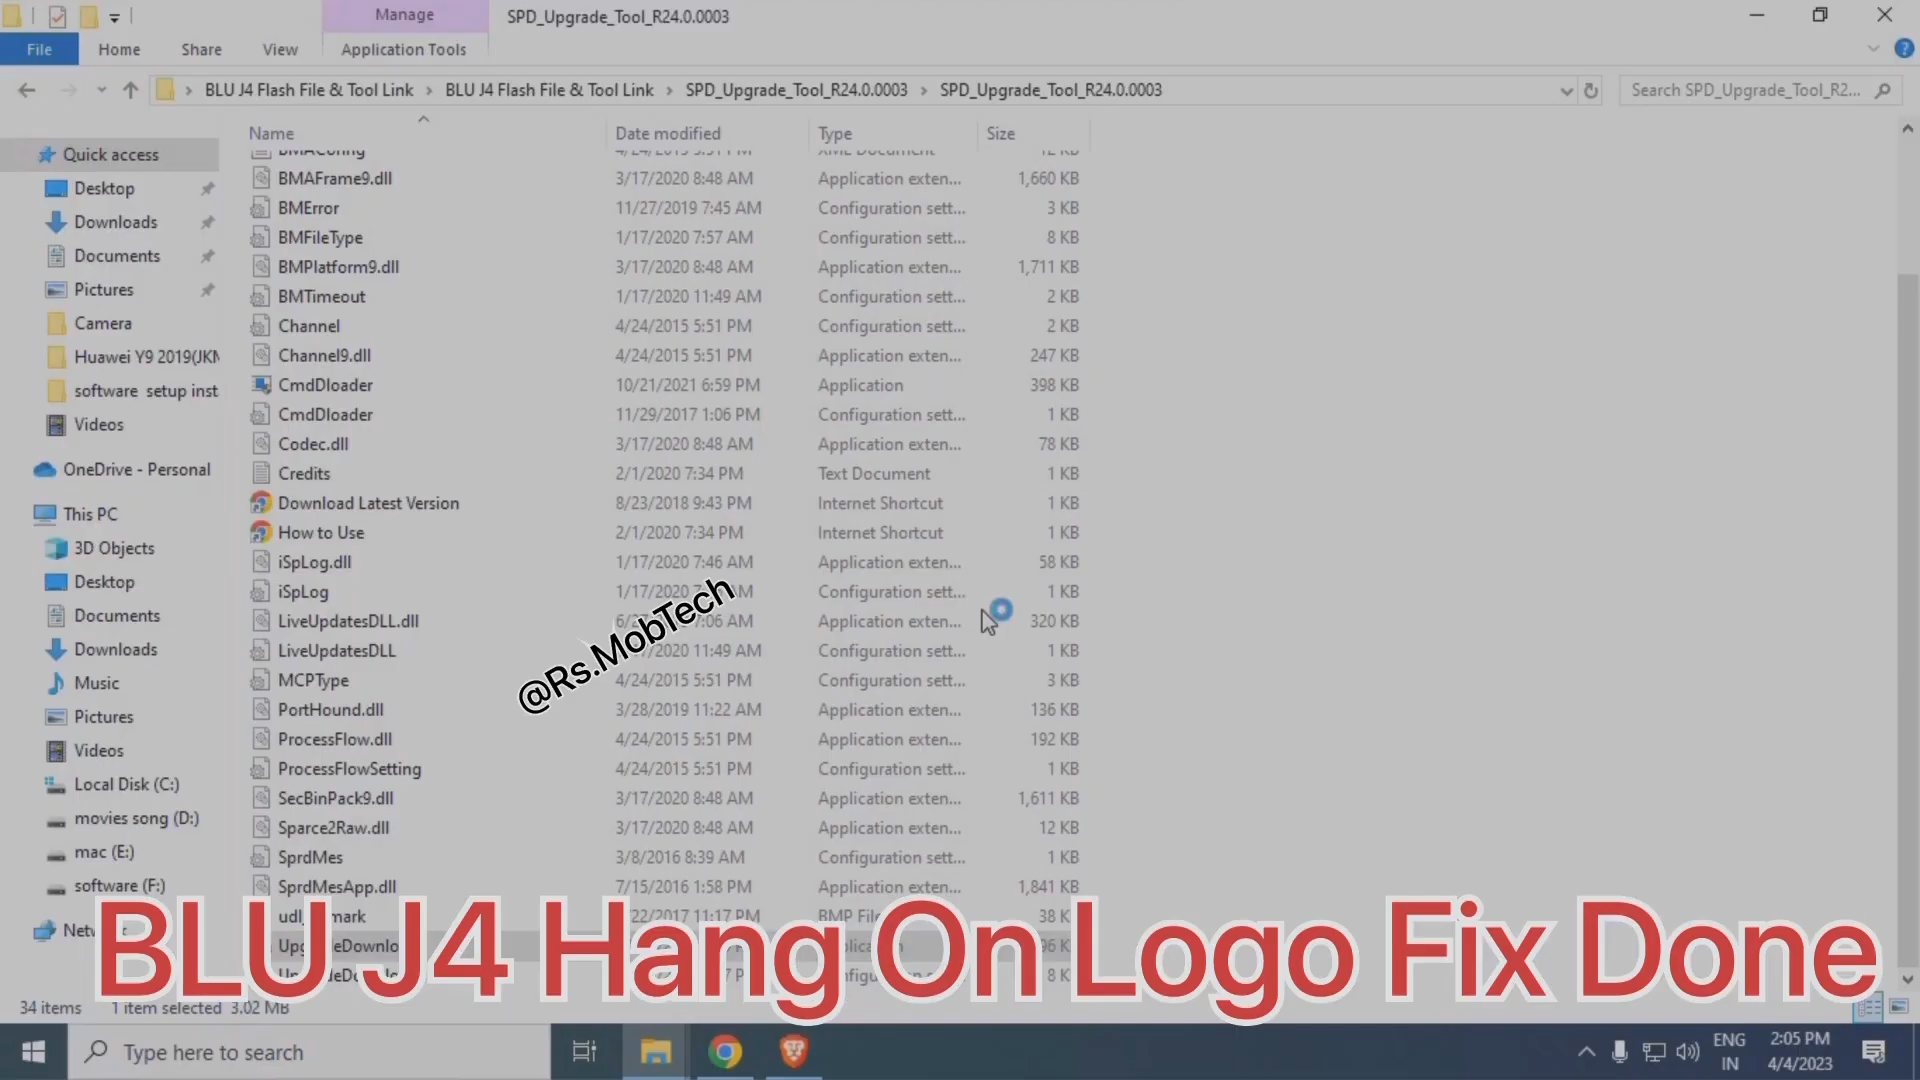 Manage
SPD_Upgrade_Tool_R24.0.0003
File Home Share View Application Tools
BLU J4 Flash File & Tool Link > BLU J4 Flash File & Tool Link > SPD_Upgrade_Tool_R24.0.0003 > SPD_Upgrade_Tool_R24.0.0003
Search SPD_Upgrade_Tool_R2...
Name Date modified Type Size
Quick access
Desktop
Downloads
Documents
Pictures
Camera
Huawei Y9 2019(JKM
software setup inst
Videos
OneDrive - Personal
This PC
3D Objects
Desktop
Documents
Downloads
Music
Pictures
Videos
Local Disk (C:)
movies song (D:)
mac (E:)
software (F:)
BMAConfig
BMAFrame9.dll 3/17/2020 8:48 AM Application exten... 1,660 KB
BMError 11/27/2019 7:45 AM Configuration sett... 3 KB
BMFileType 1/17/2020 7:57 AM Configuration sett... 8 KB
BMPlatform9.dll 3/17/2020 8:48 AM Application exten... 1,711 KB
BMTimeout 1/17/2020 11:49 AM Configuration sett... 2 KB
Channel 4/24/2015 5:51 PM Configuration sett... 2 KB
Channel9.dll 4/24/2015 5:51 PM Application exten... 247 KB
CmdDloader 10/21/2021 6:59 PM Application 398 KB
CmdDloader 11/29/2017 1:06 PM Configuration sett... 1 KB
Codec.dll 3/17/2020 8:48 AM Application exten... 78 KB
Credits 2/1/2020 7:34 PM Text Document 1 KB
Download Latest Version 8/23/2018 9:43 PM Internet Shortcut 1 KB
How to Use 2/1/2020 7:34 PM Internet Shortcut 1 KB
iSpLog.dll 1/17/2020 7:46 AM Application exten... 58 KB
iSpLog 1/17/2020 Configuration sett... 1 KB
LiveUpdatesDLL.dll Application exten... 320 KB
LiveUpdatesDLL 11:49 AM Configuration sett... 1 KB
MCPType 4/24/2015 5:51 PM Configuration sett... 3 KB
PortHound.dll 3/28/2019 11:22 AM Application exten... 136 KB
ProcessFlow.dll 4/24/2015 5:51 PM Application exten... 192 KB
ProcessFlowSetting 4/24/2015 5:51 PM Configuration sett... 1 KB
SecBinPack9.dll 3/17/2020 8:48 AM Application exten... 1,611 KB
Sparce2Raw.dll 3/17/2020 8:48 AM Application exten... 12 KB
SprdMes 3/8/2016 8:39 AM Configuration sett... 1 KB
SprdMesApp.dll 7/15/2016 1:58 PM Application exten... 1,841 KB
@Rs.MobTech
BLU J4 Hang On Logo Fix Done
34 items 1 item selected 3.02 MB
Type here to search
ENG
IN
2:05 PM
4/4/2023